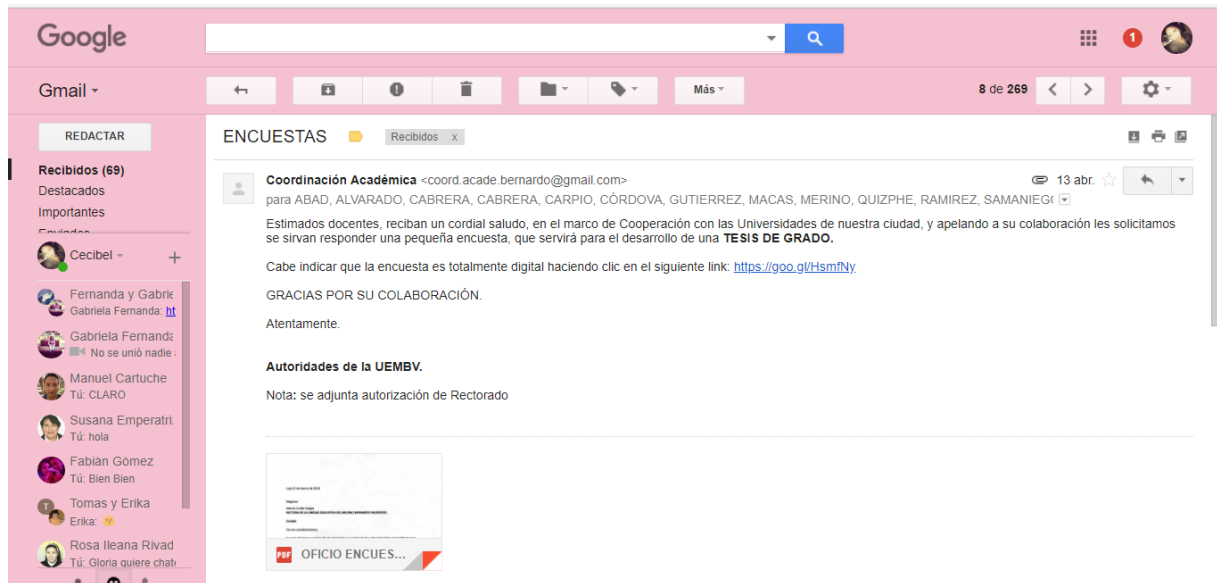 Google
1
Gmail
Más
8 de 269
REDACTAR
ENCUESTAS
Recibidos x
Recibidos (69)
Destacados
Importantes
Enviados
Cecibel
Fernanda y Gabrie
Gabriela Fernanda: ht
Gabriela Fernanda
No se unió nadie
Manuel Cartuche
Tú: CLARO
Susana Emperatri
Tú: hola
Fabián Gómez
Tú: Bien Bien
Tomas y Erika
Erika:
Rosa Ileana Rivad
Tú: Gloria quiere chate
Coordinación Académica <coord.acade.bernardo@gmail.com>
13 abr.
para ABAD, ALVARADO, CABRERA, CABRERA, CARPIO, CÓRDOVA, GUTIERREZ, MACAS, MERINO, QUIZPHE, RAMIREZ, SAMANIEGO
Estimados docentes, reciban un cordial saludo, en el marco de Cooperación con las Universidades de nuestra ciudad, y apelando a su colaboración les solicitamos
se sirvan responder una pequeña encuesta, que servirá para el desarrollo de una TESIS DE GRADO.
Cabe indicar que la encuesta es totalmente digital haciendo clic en el siguiente link: https://goo.gl/HsmfNy
GRACIAS POR SU COLABORACIÓN.
Atentamente.
Autoridades de la UEMBV.
Nota: se adjunta autorización de Rectorado
PDF OFICIO ENCUES...